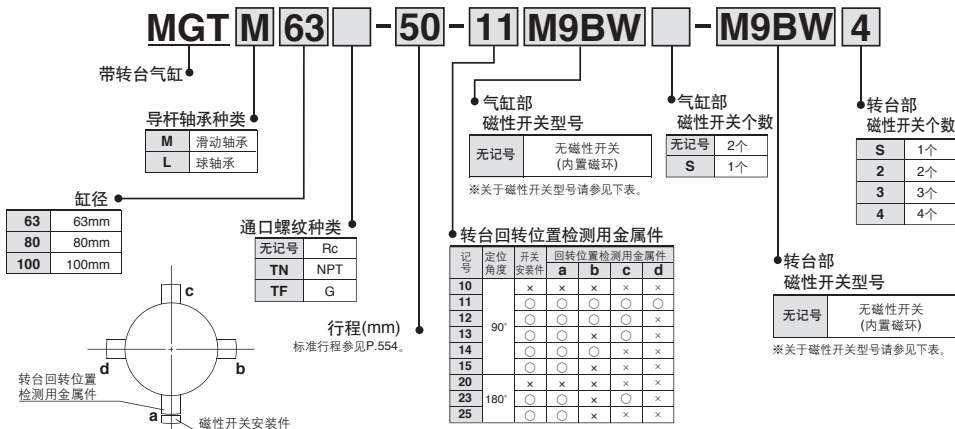 MGT M 63 - 50 - 11 M9BW - M9BW 4
带转台气缸
导杆轴承种类
M 滑动轴承
L 球轴承
缸径
63 63mm
80 80mm
100 100mm
通口螺纹种类
无记号 Rc
TN NPT
TF G
行程(mm)
标准行程参见P.554。
气缸部
磁性开关型号
无记号 无磁性开关
(内置磁环)
※关于磁性开关型号请参见下表。
气缸部
磁性开关个数
无记号 2个
S 1个
转台部
磁性开关个数
S 1个
2 2个
3 3个
4 4个
转台回转位置检测用金属件
记号 定位角度 开关安装件 回转位置检测用金属件
a b c d
10 90° × × × × ×
11 ○ ○ ○ ○ ○
12 ○ ○ ○ ○ ×
13 ○ ○ × ○ ×
14 ○ ○ ○ × ×
15 ○ ○ × × ×
20 180° × × × × ×
23 ○ ○ × ○ ×
25 ○ ○ × × ×
转台部
磁性开关型号
无记号 无磁性开关
(内置磁环)
※关于磁性开关型号请参见下表。
c
d
b
转台回转位置
检测用金属件
a
磁性开关安装件